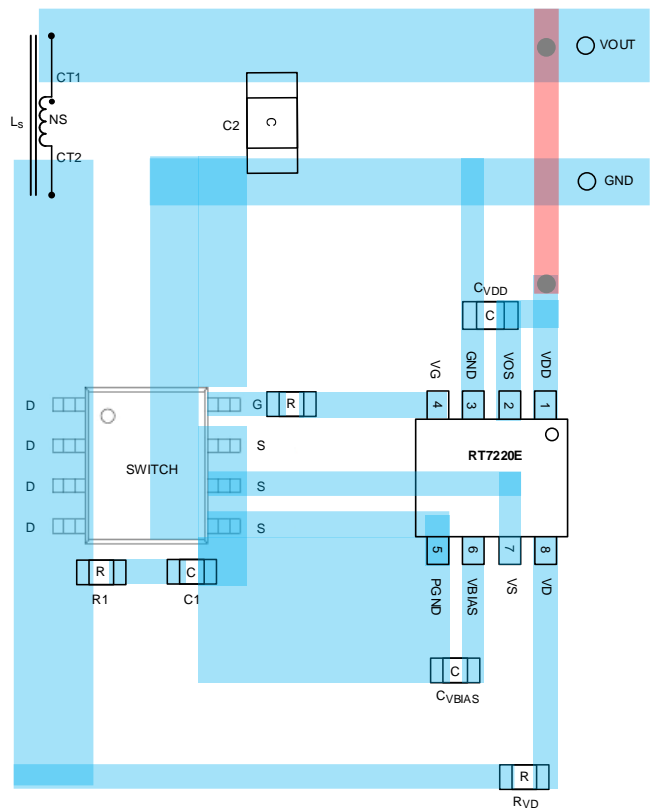 VOUT
CT1
Ls
NS
C2
C
CT2
GND
CVDD
C
VG
GND
VOS
VDD
D
G
R
4
3
2
1
D
S
RT7220E
SWITCH
D
S
D
S
5
6
7
8
R
C
R1
C1
PGND
VBIAS
VS
VD
C
CVBIAS
R
RVD